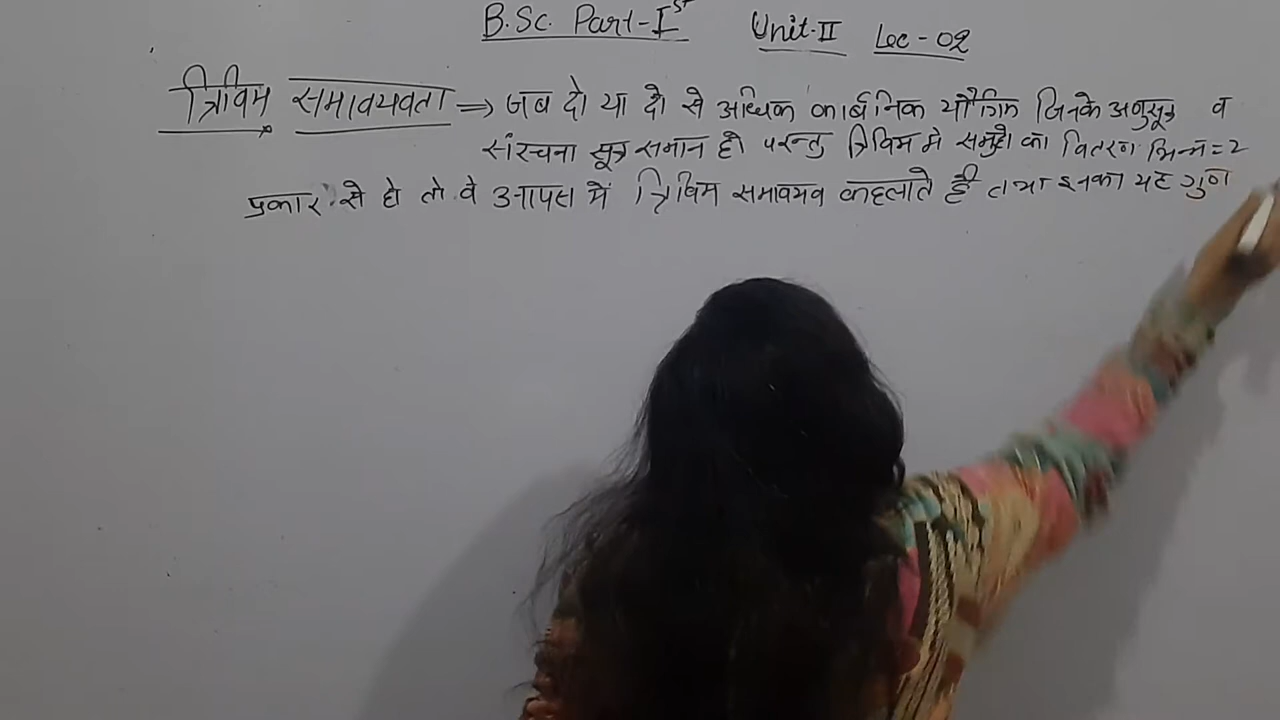 B.Sc. Part-Iˢᵗ Unit-II Lec-02
त्रिविम समावयवता ⇒ जब दो या दो से अधिक कार्बनिक यौगिक जिनके अणुसूत्र व
संरचना सूत्र समान हो परन्तु त्रिविम मे समुहो का वितरण भिन्न=2
प्रकार से हो तो वे आपस में त्रिविम समावयव कहलाते है तथा इनका यह गुण